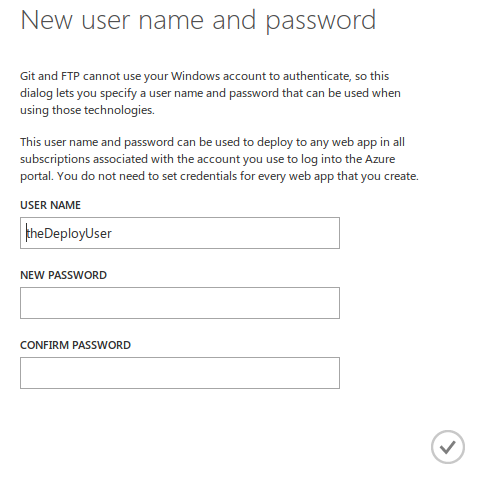 New user name and password
Git and FTP cannot use your Windows account to authenticate, so this
dialog lets you specify a user name and password that can be used when
using those technologies.
This user name and password can be used to deploy to any web app in all
subscriptions associated with the account you use to log into the Azure
portal. You do not need to set credentials for every web app that you create.
USER NAME
theDeployUser
NEW PASSWORD
CONFIRM PASSWORD